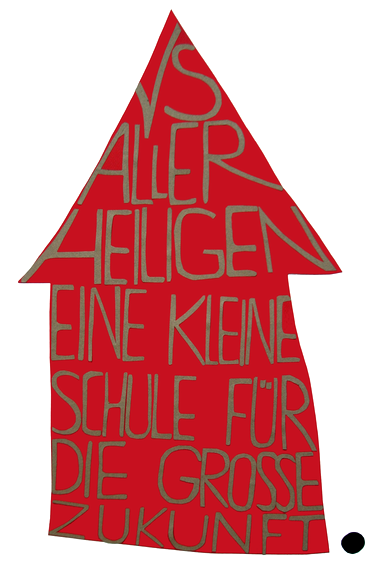 VS
ALLER
HEILIGEN
EINE KLEINE
SCHULE FÜR
DIE GROSSE
ZUKUNFT.